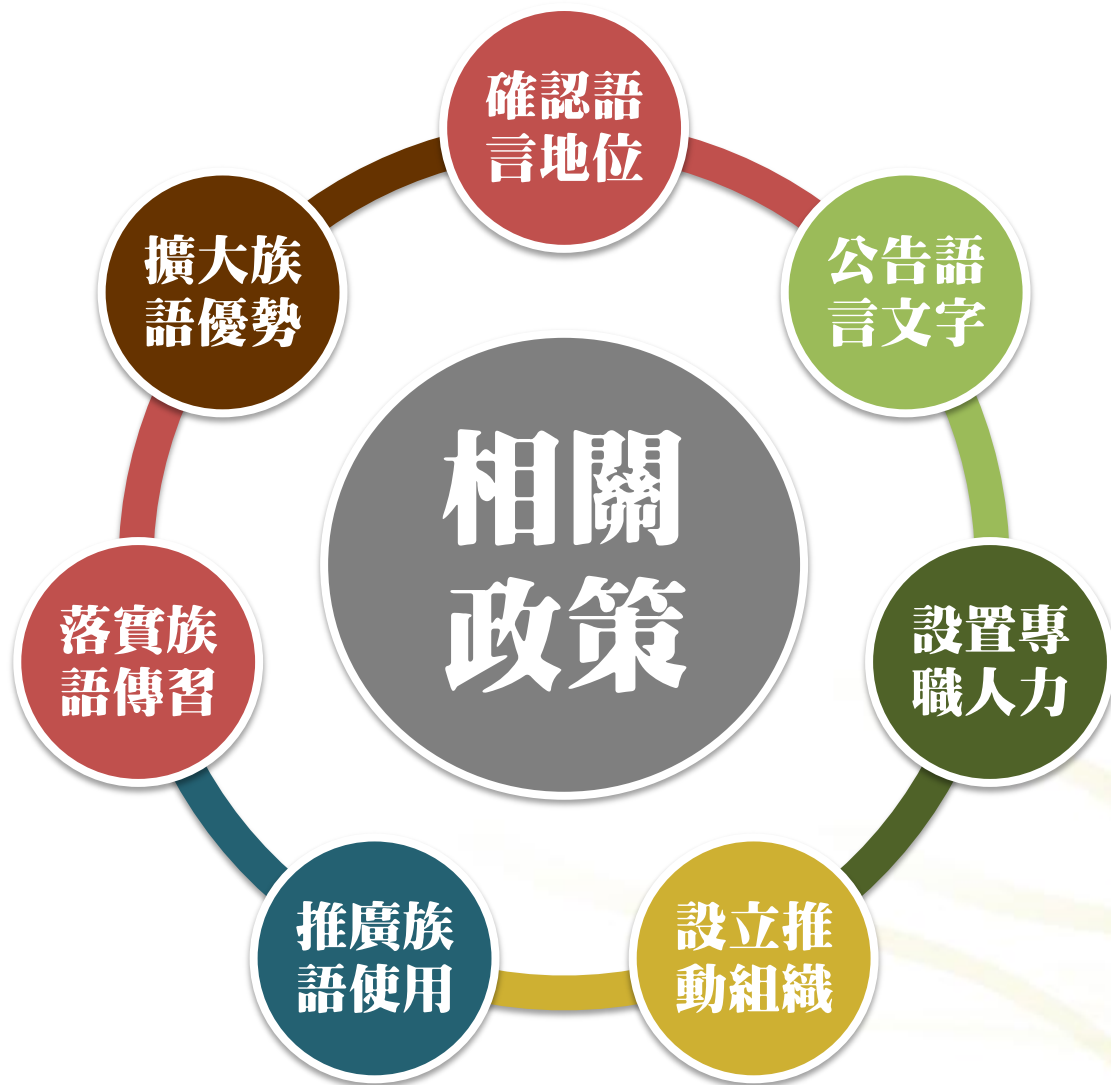 相關
政策
確認語
言地位
公告語
言文字
設置專
職人力
設立推
動組織
推廣族
語使用
落實族
語傳習
擴大族
語優勢